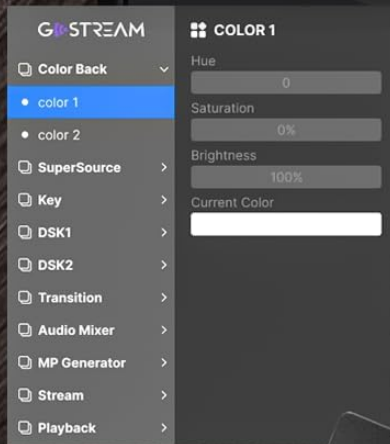 GOSTREAM
Color Back
color 1
color 2
SuperSource
Key
DSK1
DSK2
Transition
Audio Mixer
MP Generator
Stream
Playback
COLOR 1
Hue
0
Saturation
0%
Brightness
100%
Current Color